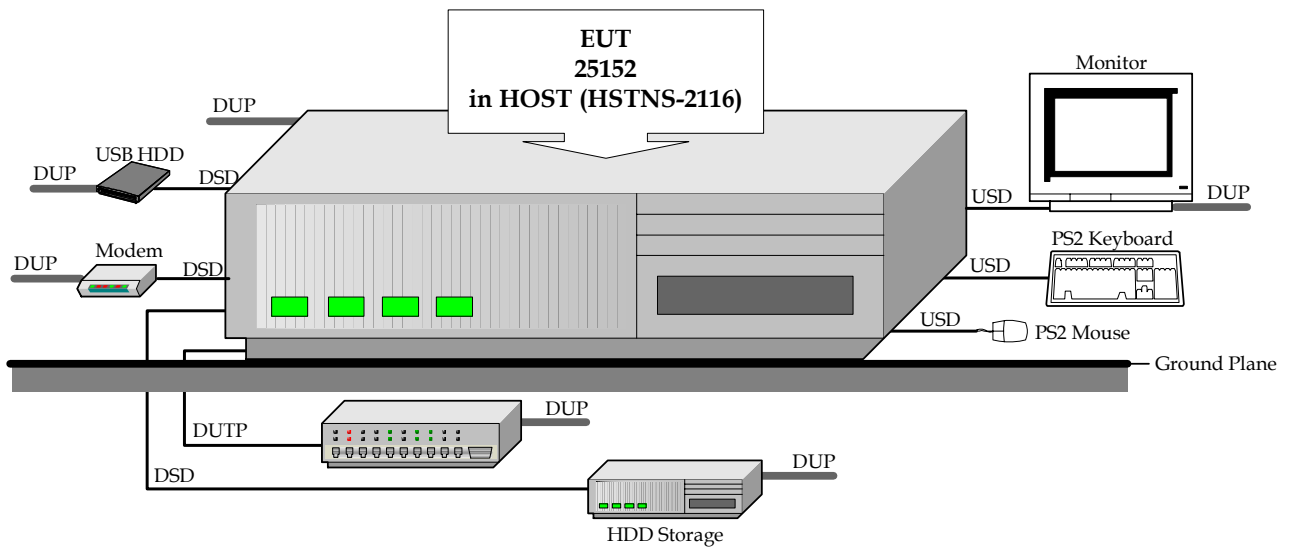 EUT
25152
in HOST (HSTNS-2116)
Monitor
DUP
USB HDD
DUP
DSD
USD
DUP
PS2 Keyboard
Modem
DUP
DSD
USD
USD
PS2 Mouse
Ground Plane
DUP
DUTP
DUP
DSD
HDD Storage